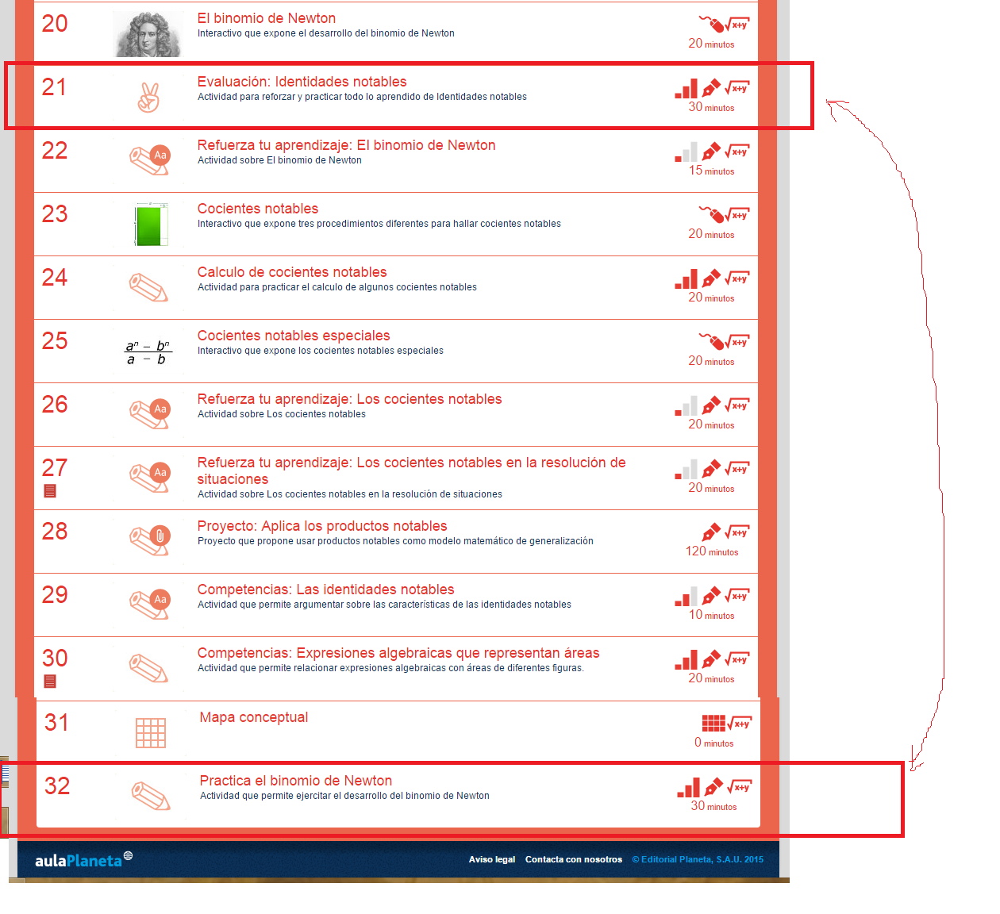 20
El binomio de Newton
Interactivo que expone el desarrollo del binomio de Newton
√x+y
20 minutos
21
Evaluación: Identidades notables
Actividad para reforzar y practicar todo lo aprendido de Identidades notables
√x+y
30 minutos
22
Aa
Refuerza tu aprendizaje: El binomio de Newton
Actividad sobre El binomio de Newton
√x+y
15 minutos
23
Cocientes notables
Interactivo que expone tres procedimientos diferentes para hallar cocientes notables
√x+y
20 minutos
24
Calculo de cocientes notables
Actividad para practicar el calculo de algunos cocientes notables
√x+y
20 minutos
25
aⁿ – bⁿ
a – b
Cocientes notables especiales
Interactivo que expone los cocientes notables especiales
√x+y
20 minutos
26
Aa
Refuerza tu aprendizaje: Los cocientes notables
Actividad sobre Los cocientes notables
√x+y
20 minutos
27
Aa
Refuerza tu aprendizaje: Los cocientes notables en la resolución de
situaciones
Actividad sobre Los cocientes notables en la resolución de situaciones
√x+y
20 minutos
28
Proyecto: Aplica los productos notables
Proyecto que propone usar productos notables como modelo matemático de generalización
√x+y
120 minutos
29
Aa
Competencias: Las identidades notables
Actividad que permite argumentar sobre las características de las identidades notables
√x+y
10 minutos
30
Competencias: Expresiones algebraicas que representan áreas
Actividad que permite relacionar expresiones algebraicas con áreas de diferentes figuras.
√x+y
20 minutos
31
Mapa conceptual
√x+y
0 minutos
32
Practica el binomio de Newton
Actividad que permite ejercitar el desarrollo del binomio de Newton
√x+y
30 minutos
aulaPlaneta
Aviso legal Contacta con nosotros © Editorial Planeta, S.A.U. 2015